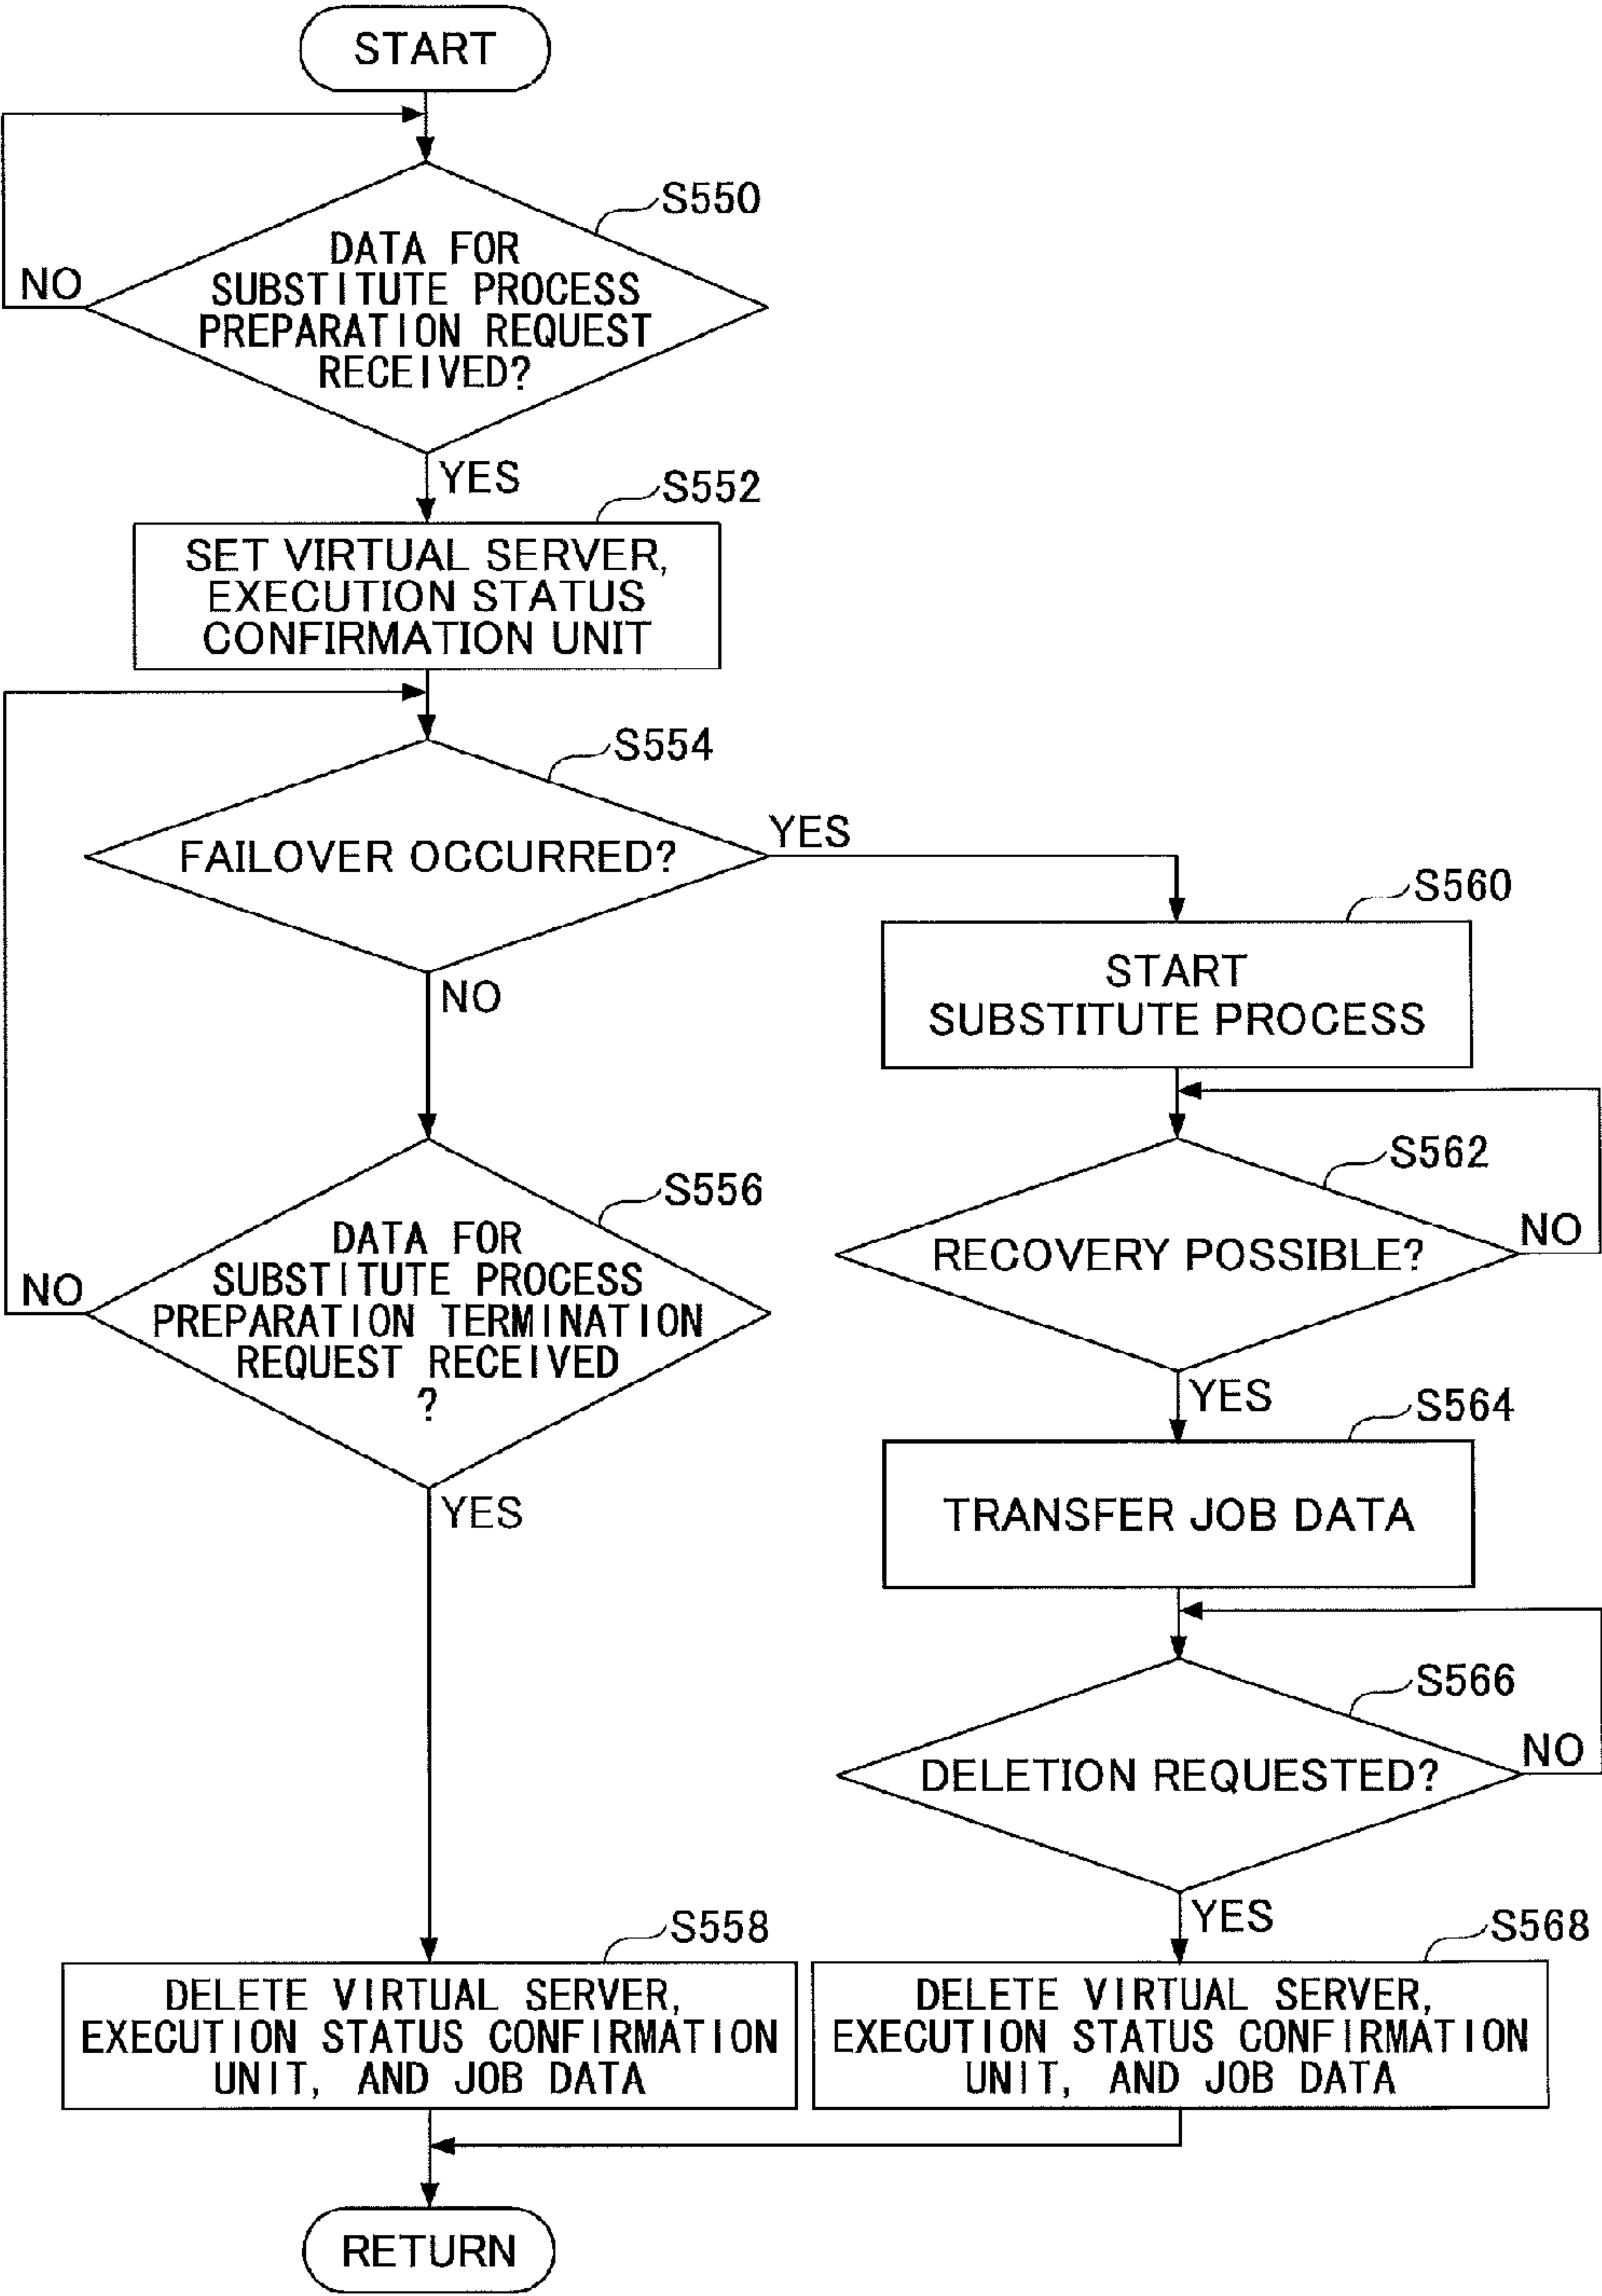 START
S550
DATA FOR
SUBSTITUTE PROCESS
PREPARATION REQUEST
RECEIVED?
NO
YES
S552
SET VIRTUAL SERVER,
EXECUTION STATUS
CONFIRMATION UNIT
S554
FAILOVER OCCURRED?
YES
NO
S560
START
SUBSTITUTE PROCESS
S562
RECOVERY POSSIBLE?
NO
YES
S556
DATA FOR
SUBSTITUTE PROCESS
PREPARATION TERMINATION
REQUEST RECEIVED
?
NO
YES
S564
TRANSFER JOB DATA
S566
DELETION REQUESTED?
NO
YES
S558
DELETE VIRTUAL SERVER,
EXECUTION STATUS CONFIRMATION
UNIT, AND JOB DATA
S568
DELETE VIRTUAL SERVER,
EXECUTION STATUS CONFIRMATION
UNIT, AND JOB DATA
RETURN